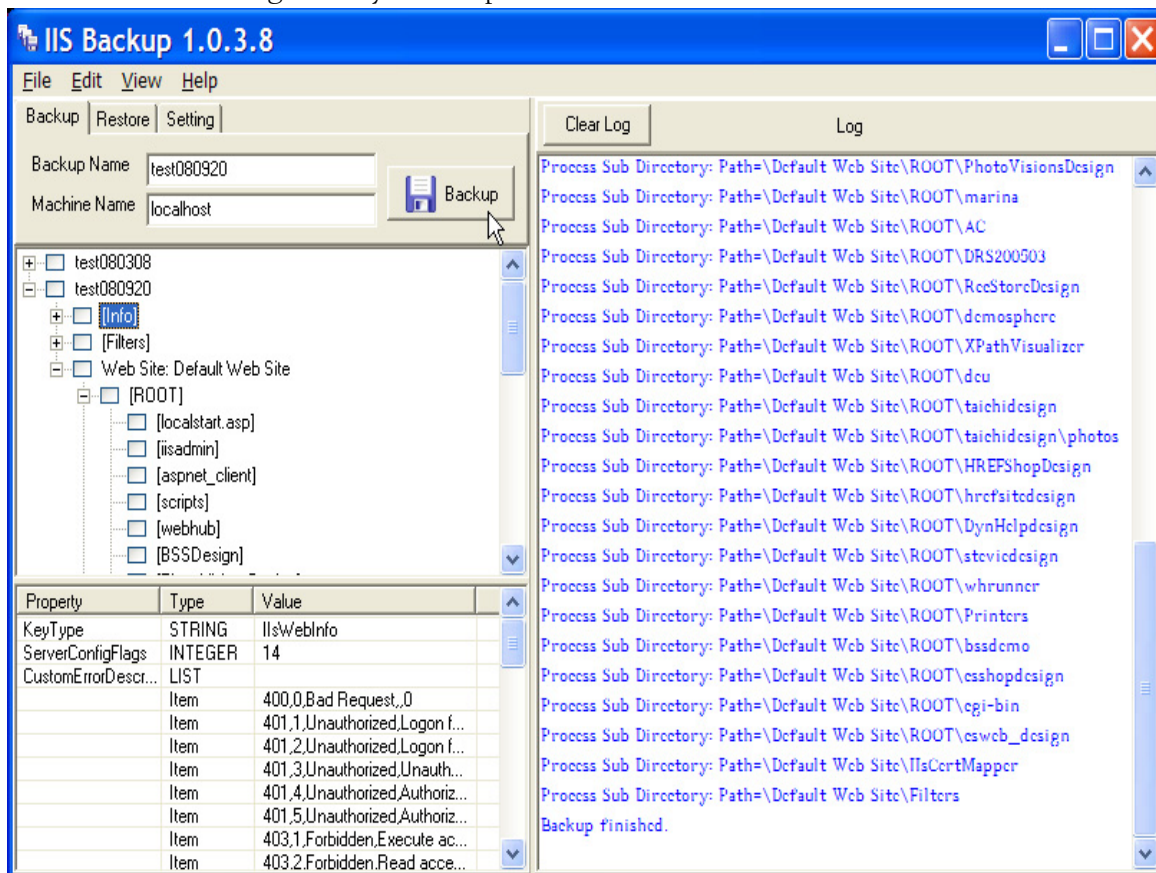 IIS Backup 1.0.3.8
File Edit View Help
Backup Restore Setting
Backup Name test080920
Machine Name localhost
Backup
test080308
test080920
[Info]
[Filters]
Web Site: Default Web Site
[ROOT]
[localstart.asp]
[iisadmin]
[aspnet_client]
[scripts]
[webhub]
[BSSDesign]
Property Type Value
KeyType STRING IIsWebInfo
ServerConfigFlags INTEGER 14
CustomErrorDescr... LIST
Item 400,0,Bad Request,,0
Item 401,1,Unauthorized,Logon f...
Item 401,2,Unauthorized,Logon f...
Item 401,3,Unauthorized,Unauth...
Item 401,4,Unauthorized,Authoriz...
Item 401,5,Unauthorized,Authoriz...
Item 403,1,Forbidden,Execute ac...
Item 403,2,Forbidden,Read acce...
Clear Log Log
Process Sub Directory: Path=\Default Web Site\ROOT\PhotoVisionsDesign
Process Sub Directory: Path=\Default Web Site\ROOT\marina
Process Sub Directory: Path=\Default Web Site\ROOT\AC
Process Sub Directory: Path=\Default Web Site\ROOT\DRS200503
Process Sub Directory: Path=\Default Web Site\ROOT\RecStoreDesign
Process Sub Directory: Path=\Default Web Site\ROOT\demosphere
Process Sub Directory: Path=\Default Web Site\ROOT\XPathVisualizer
Process Sub Directory: Path=\Default Web Site\ROOT\dcu
Process Sub Directory: Path=\Default Web Site\ROOT\taichidesign
Process Sub Directory: Path=\Default Web Site\ROOT\taichidesign\photos
Process Sub Directory: Path=\Default Web Site\ROOT\HREFShopDesign
Process Sub Directory: Path=\Default Web Site\ROOT\hrefsitedesign
Process Sub Directory: Path=\Default Web Site\ROOT\DynHelpdesign
Process Sub Directory: Path=\Default Web Site\ROOT\steviedesign
Process Sub Directory: Path=\Default Web Site\ROOT\whrunner
Process Sub Directory: Path=\Default Web Site\ROOT\Printers
Process Sub Directory: Path=\Default Web Site\ROOT\bssdemo
Process Sub Directory: Path=\Default Web Site\ROOT\csshopdesign
Process Sub Directory: Path=\Default Web Site\ROOT\cgi-bin
Process Sub Directory: Path=\Default Web Site\ROOT\csweb_design
Process Sub Directory: Path=\Default Web Site\IIsCertMapper
Process Sub Directory: Path=\Default Web Site\Filters
Backup finished.